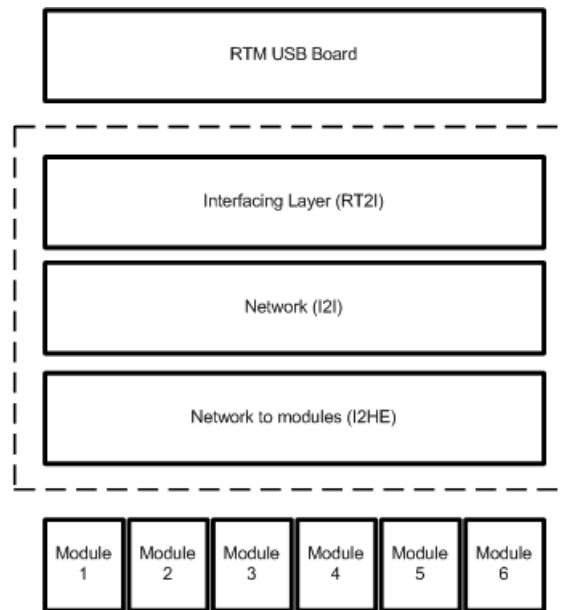 RTM USB Board
Interfacing Layer (RT2I)
Network (I2I)
Network to modules (I2HE)
Module Module Module Module Module Module
1 2 3 4 5 6